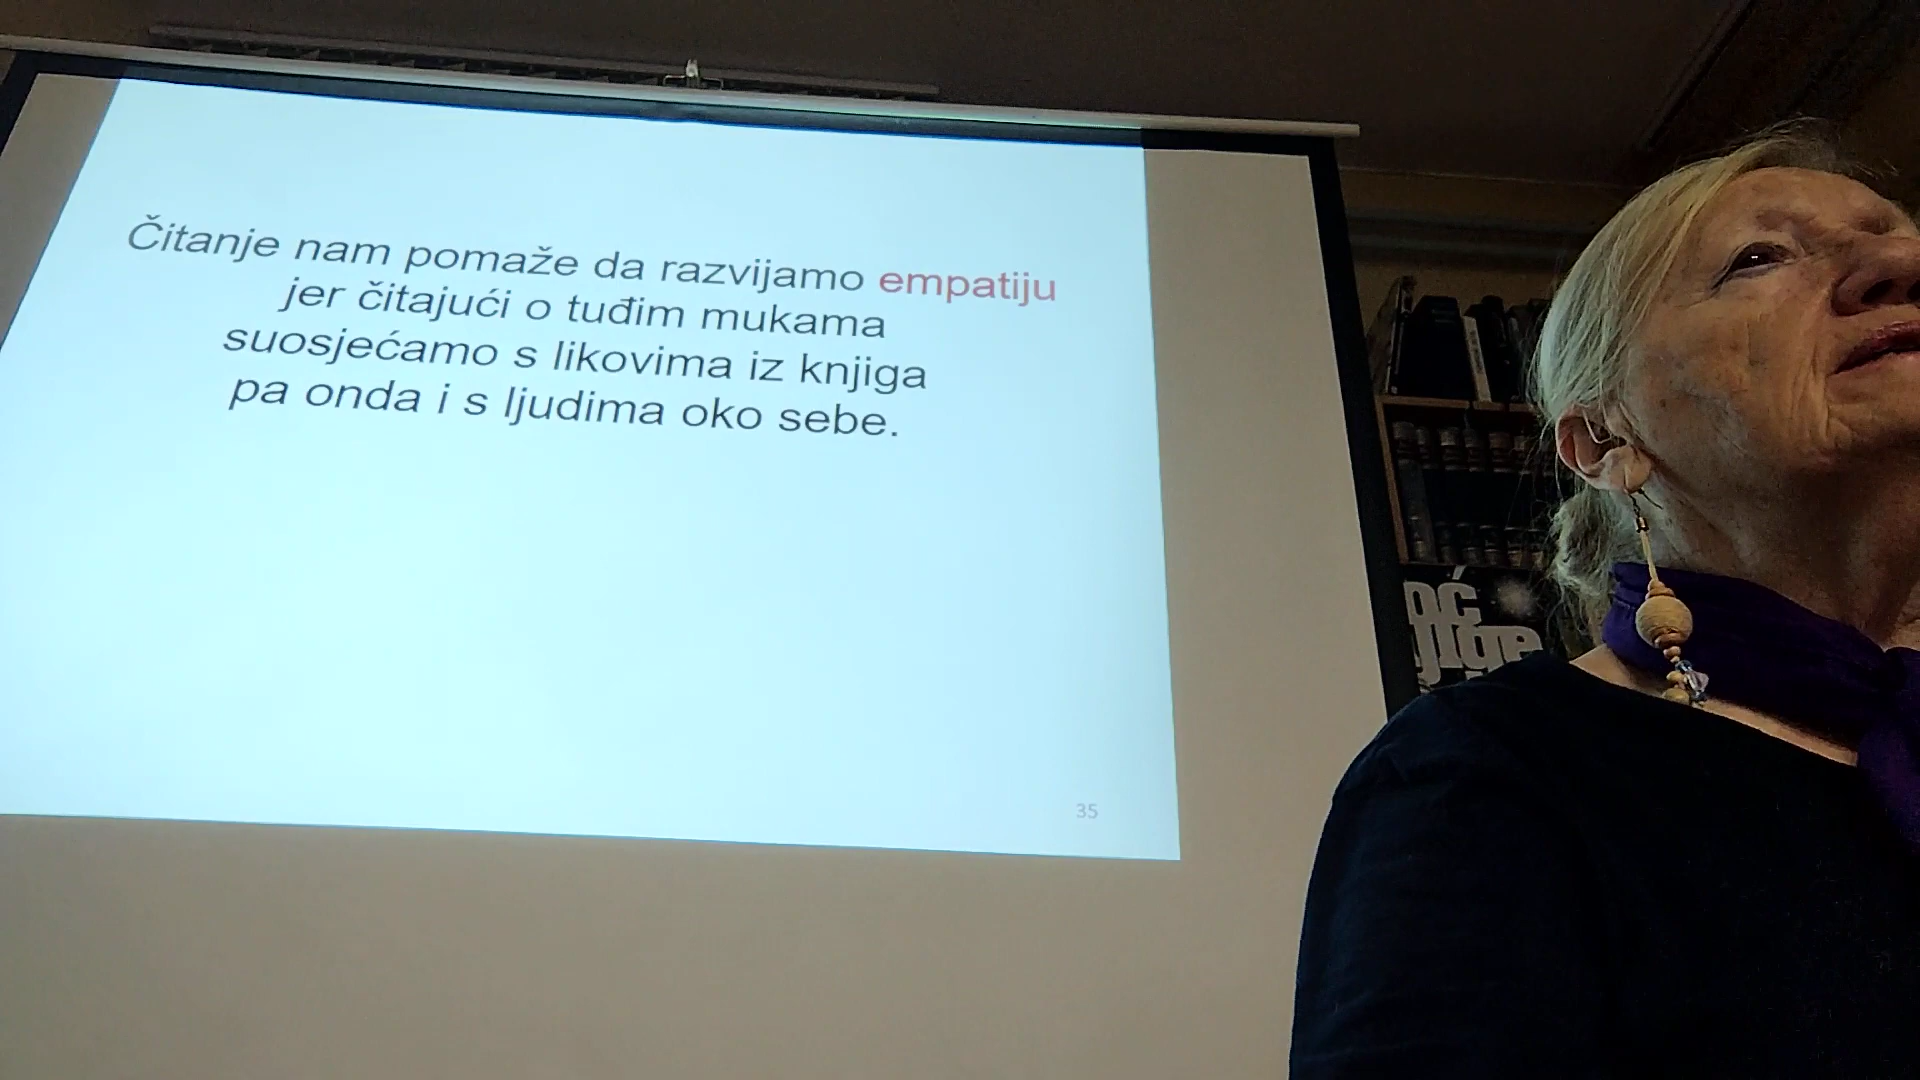 Čitanje nam pomaže da razvijamo empatiju
jer čitajući o tuđim mukama
suosjećamo s likovima iz knjiga
pa onda i s ljudima oko sebe.
35